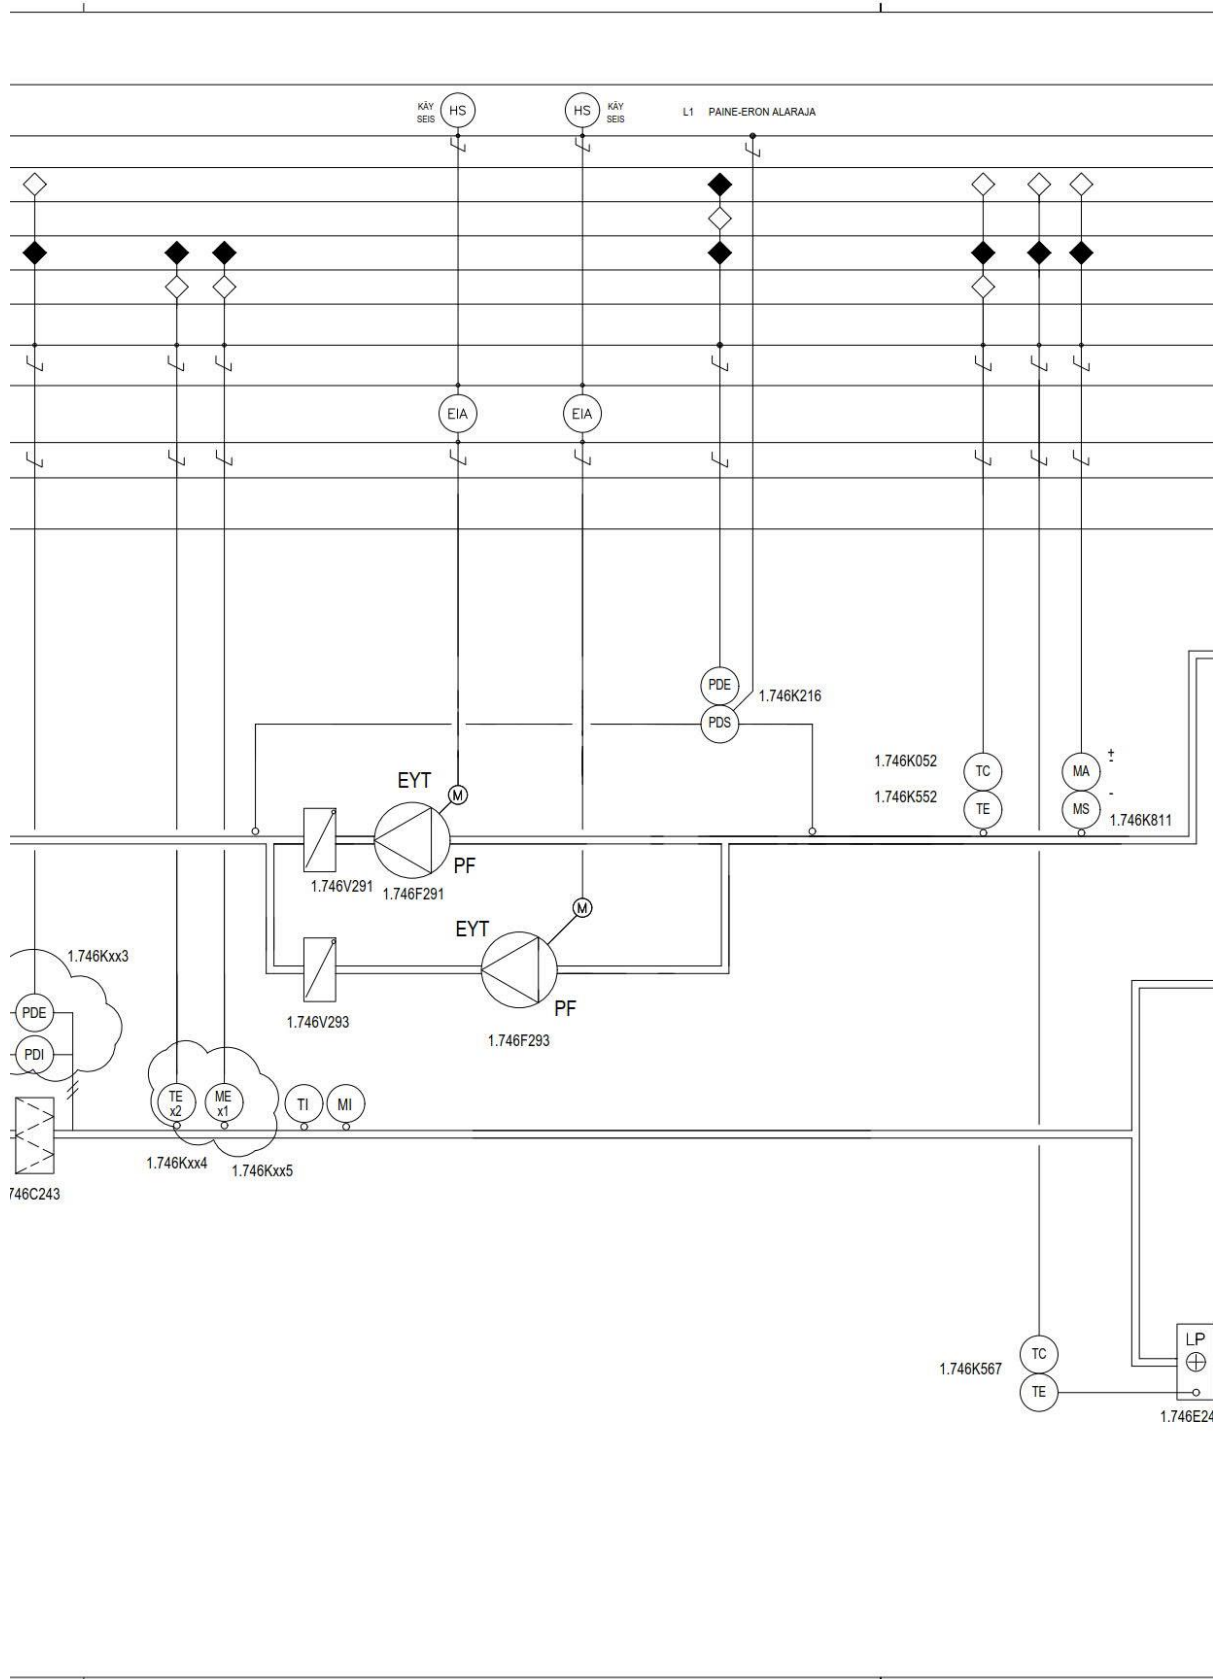 KÄY
SEIS
HS
HS
KÄY
SEIS
L1 PAINE-ERON ALARAJA
EIA
EIA
PDE
PDS
1.746K216
1.746K052
TC
MA
+
-
1.746K552
TE
MS
-
1.746K811
EYT
M
PF
1.746V291
1.746F291
M
EYT
PF
1.746V293
1.746F293
1.746Kxx3
PDE
PDI
TE
x2
ME
x1
TI
MI
1.746Kxx4
1.746Kxx5
746C243
1.746K567
TC
TE
LP
1.746E24